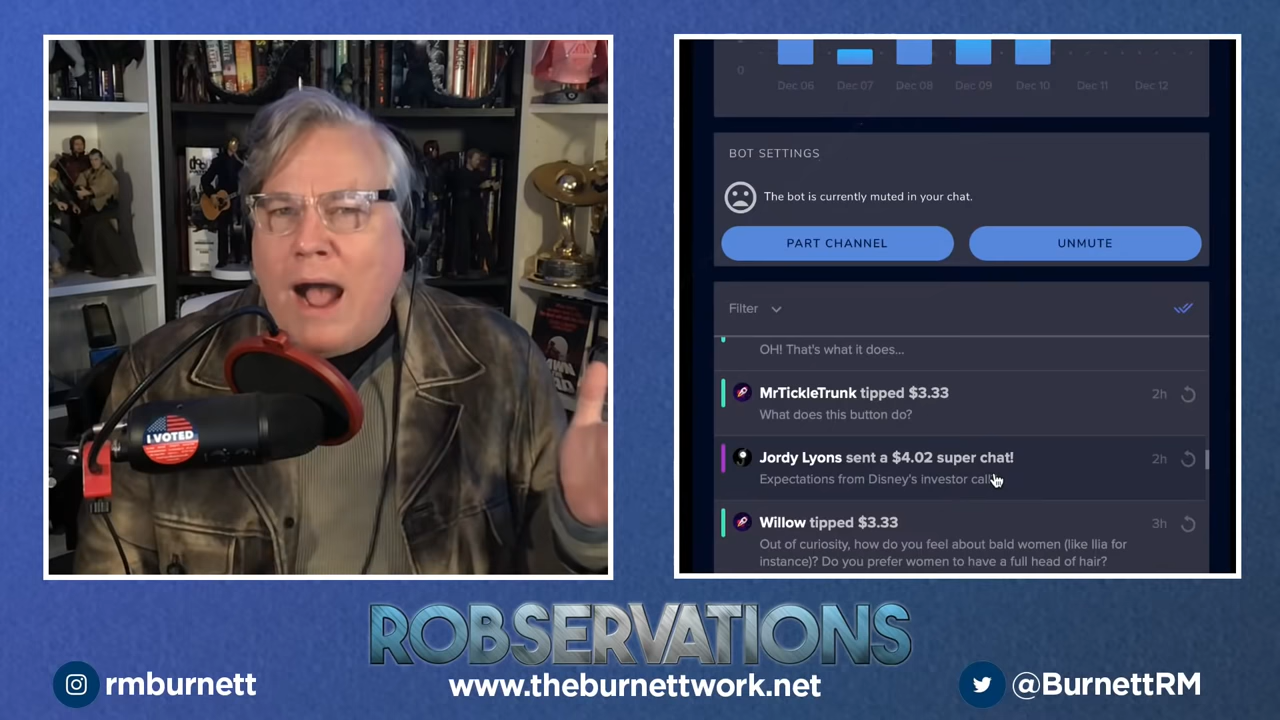 I VOTED
0
Dec 06 Dec 07 Dec 08 Dec 09 Dec 10 Dec 11 Dec 12
BOT SETTINGS
The bot is currently muted in your chat.
PART CHANNEL UNMUTE
Filter
OH! That's what it does...
MrTickleTrunk tipped $3.33 2h
What does this button do?
Jordy Lyons sent a $4.02 super chat! 2h
Expectations from Disney's investor call
Willow tipped $3.33 3h
Out of curiosity, how do you feel about bald women (like Ilia for
instance)? Do you prefer women to have a full head of hair?
ROBSERVATIONS
rmburnett
www.theburnettwork.net
@BurnettRM